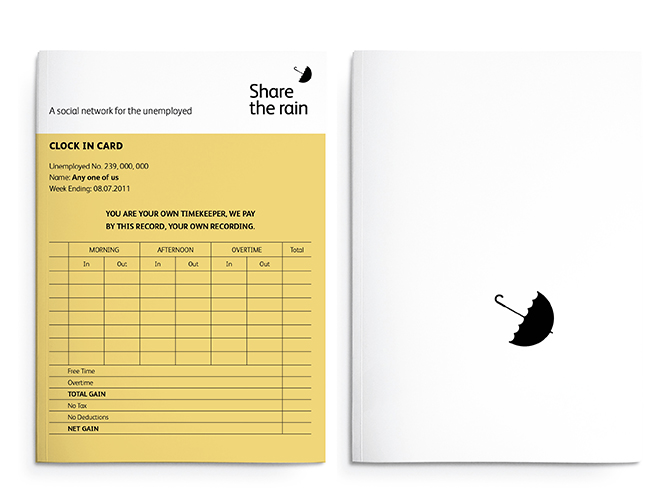 A social network for the unemployed
Share
the rain
CLOCK IN CARD
Unemployed No. 239, 000, 000
Name: Any one of us
Week Ending: 08.07.2011
YOU ARE YOUR OWN TIMEKEEPER, WE PAY
BY THIS RECORD, YOUR OWN RECORDING.
MORNING AFTERNOON OVERTIME Total
In Out In Out In Out
Free Time
Overtime
TOTAL GAIN
No Tax
No Deductions
NET GAIN